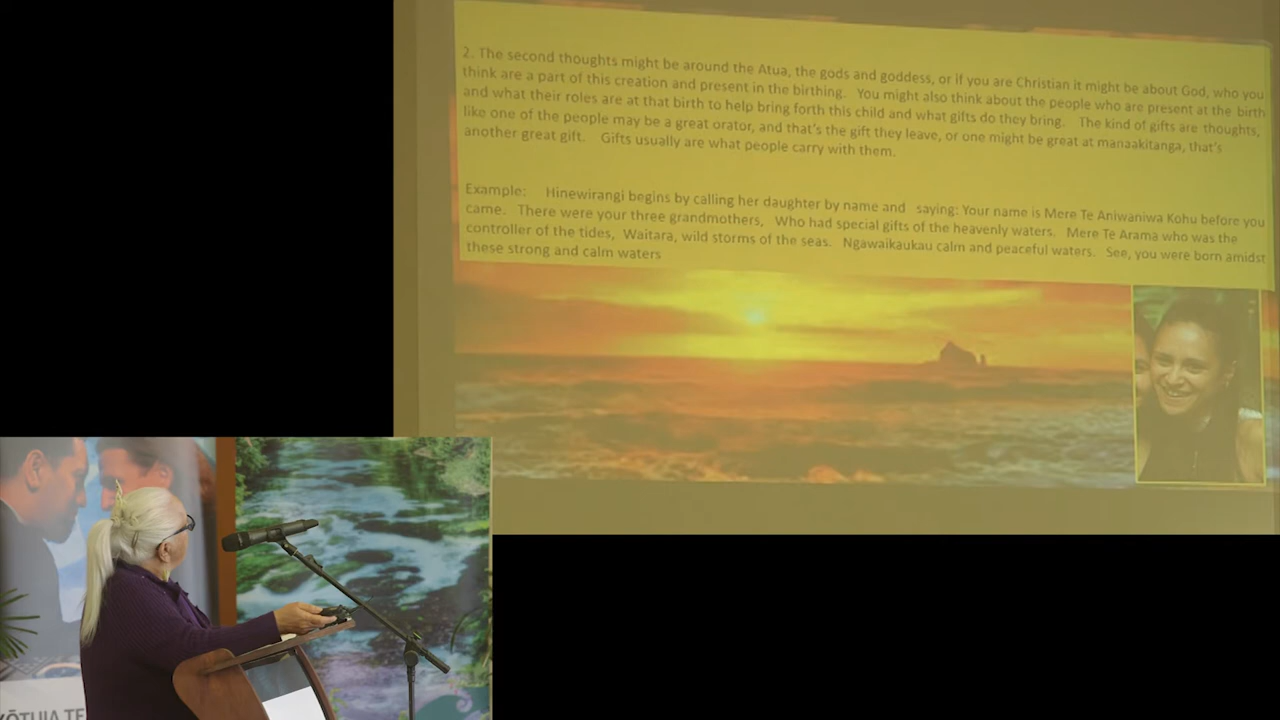 2. The second thoughts might be around the Atua, the gods and goddess, or if you are Christian it might be about God, who you
think are a part of this creation and present in the birthing. You might also think about the people who are present at the birth
and what their roles are at that birth to help bring forth this child and what gifts do they bring. The kind of gifts are thoughts,
like one of the people may be a great orator, and that's the gift they leave, or one might be great at manaakitanga, that's
another great gift. Gifts usually are what people carry with them.
Example: Hinewirangi begins by calling her daughter by name and saying: Your name is Mere Te Aniwaniwa Kohu before you
came. There were your three grandmothers, Who had special gifts of the heavenly waters. Mere Te Arama who was the
controller of the tides, Waitara, wild storms of the seas. Ngawaikaukau calm and peaceful waters. See, you were born amidst
these strong and calm waters
KŌTUIA TE